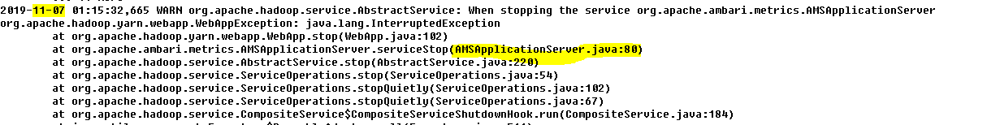 2019-11-07 01:15:32,665 WARN org.apache.hadoop.service.AbstractService: When stopping the service org.apache.ambari.metrics.AMSApplicationServer
org.apache.hadoop.yarn.webapp.WebAppException: java.lang.InterruptedException
at org.apache.hadoop.yarn.webapp.WebApp.stop(WebApp.java:102)
at org.apache.ambari.metrics.AMSApplicationServer.serviceStop(AMSApplicationServer.java:80)
at org.apache.hadoop.service.AbstractService.stop(AbstractService.java:220)
at org.apache.hadoop.service.ServiceOperations.stop(ServiceOperations.java:54)
at org.apache.hadoop.service.ServiceOperations.stopQuietly(ServiceOperations.java:102)
at org.apache.hadoop.service.ServiceOperations.stopQuietly(ServiceOperations.java:67)
at org.apache.hadoop.service.CompositeService$CompositeServiceShutdownHook.run(CompositeService.java:184)